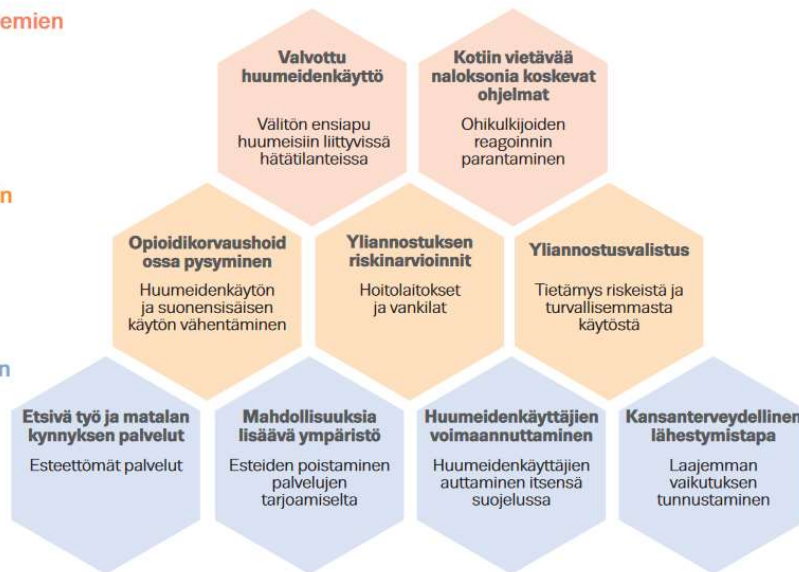 emien
Valvottu
huumeidenkäyttö
Välitön ensiapu
huumeisiin liittyvissä
hätätilanteissa
Kotiin vietävää
naloksonia koskevat
ohjelmat
Ohikulkijoiden
reagoinnin
parantaminen
n
Opioidikorvaushoid
ossa pysyminen
Huumeidenkäytön
ja suonensisäisen
käytön vähentäminen
Yliannostuksen
riskinarvioinnit
Hoitolaitokset
ja vankilat
Yliannostusvalistus
Tietämys riskeistä ja
turvallisemmasta
käytöstä
n
Etsivä työ ja matalan
kynnyksen palvelut
Esteettömät palvelut
Mahdollisuuksia
lisäävä ympäristö
Esteiden poistaminen
palvelujen
tarjoamiselta
Huumeidenkäyttäjien
voimaannuttaminen
Huumeidenkäyttäjien
auttaminen itsensä
suojelussa
Kansanterveydellinen
lähestymistapa
Laajemman
vaikutuksen
tunnustaminen